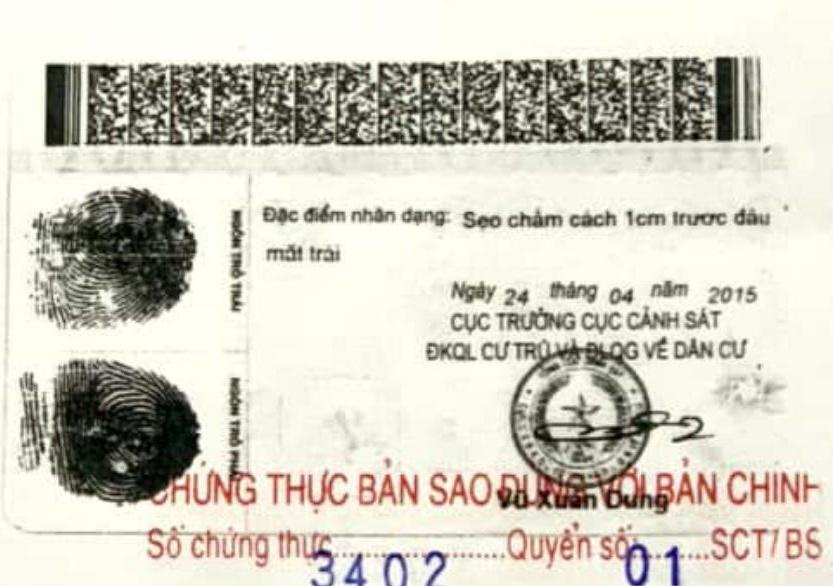 Đặc điểm nhân dạng: Sẹo chấm cách 1cm trước đầu
mắt trái
NGÓN TRỎ TRÁI
Ngày 24 tháng 04 năm 2015
CỤC TRƯỞNG CỤC CẢNH SÁT
ĐKQL CƯ TRÚ VÀ DLQG VỀ DÂN CƯ
NGÓN TRỎ PHẢI
CHỨNG THỰC BẢN SAO ĐÚNG VỚI BẢN CHÍNH
Vũ Xuân Dung
Số chứng thực 3402 Quyển số: 01 SCT/BS